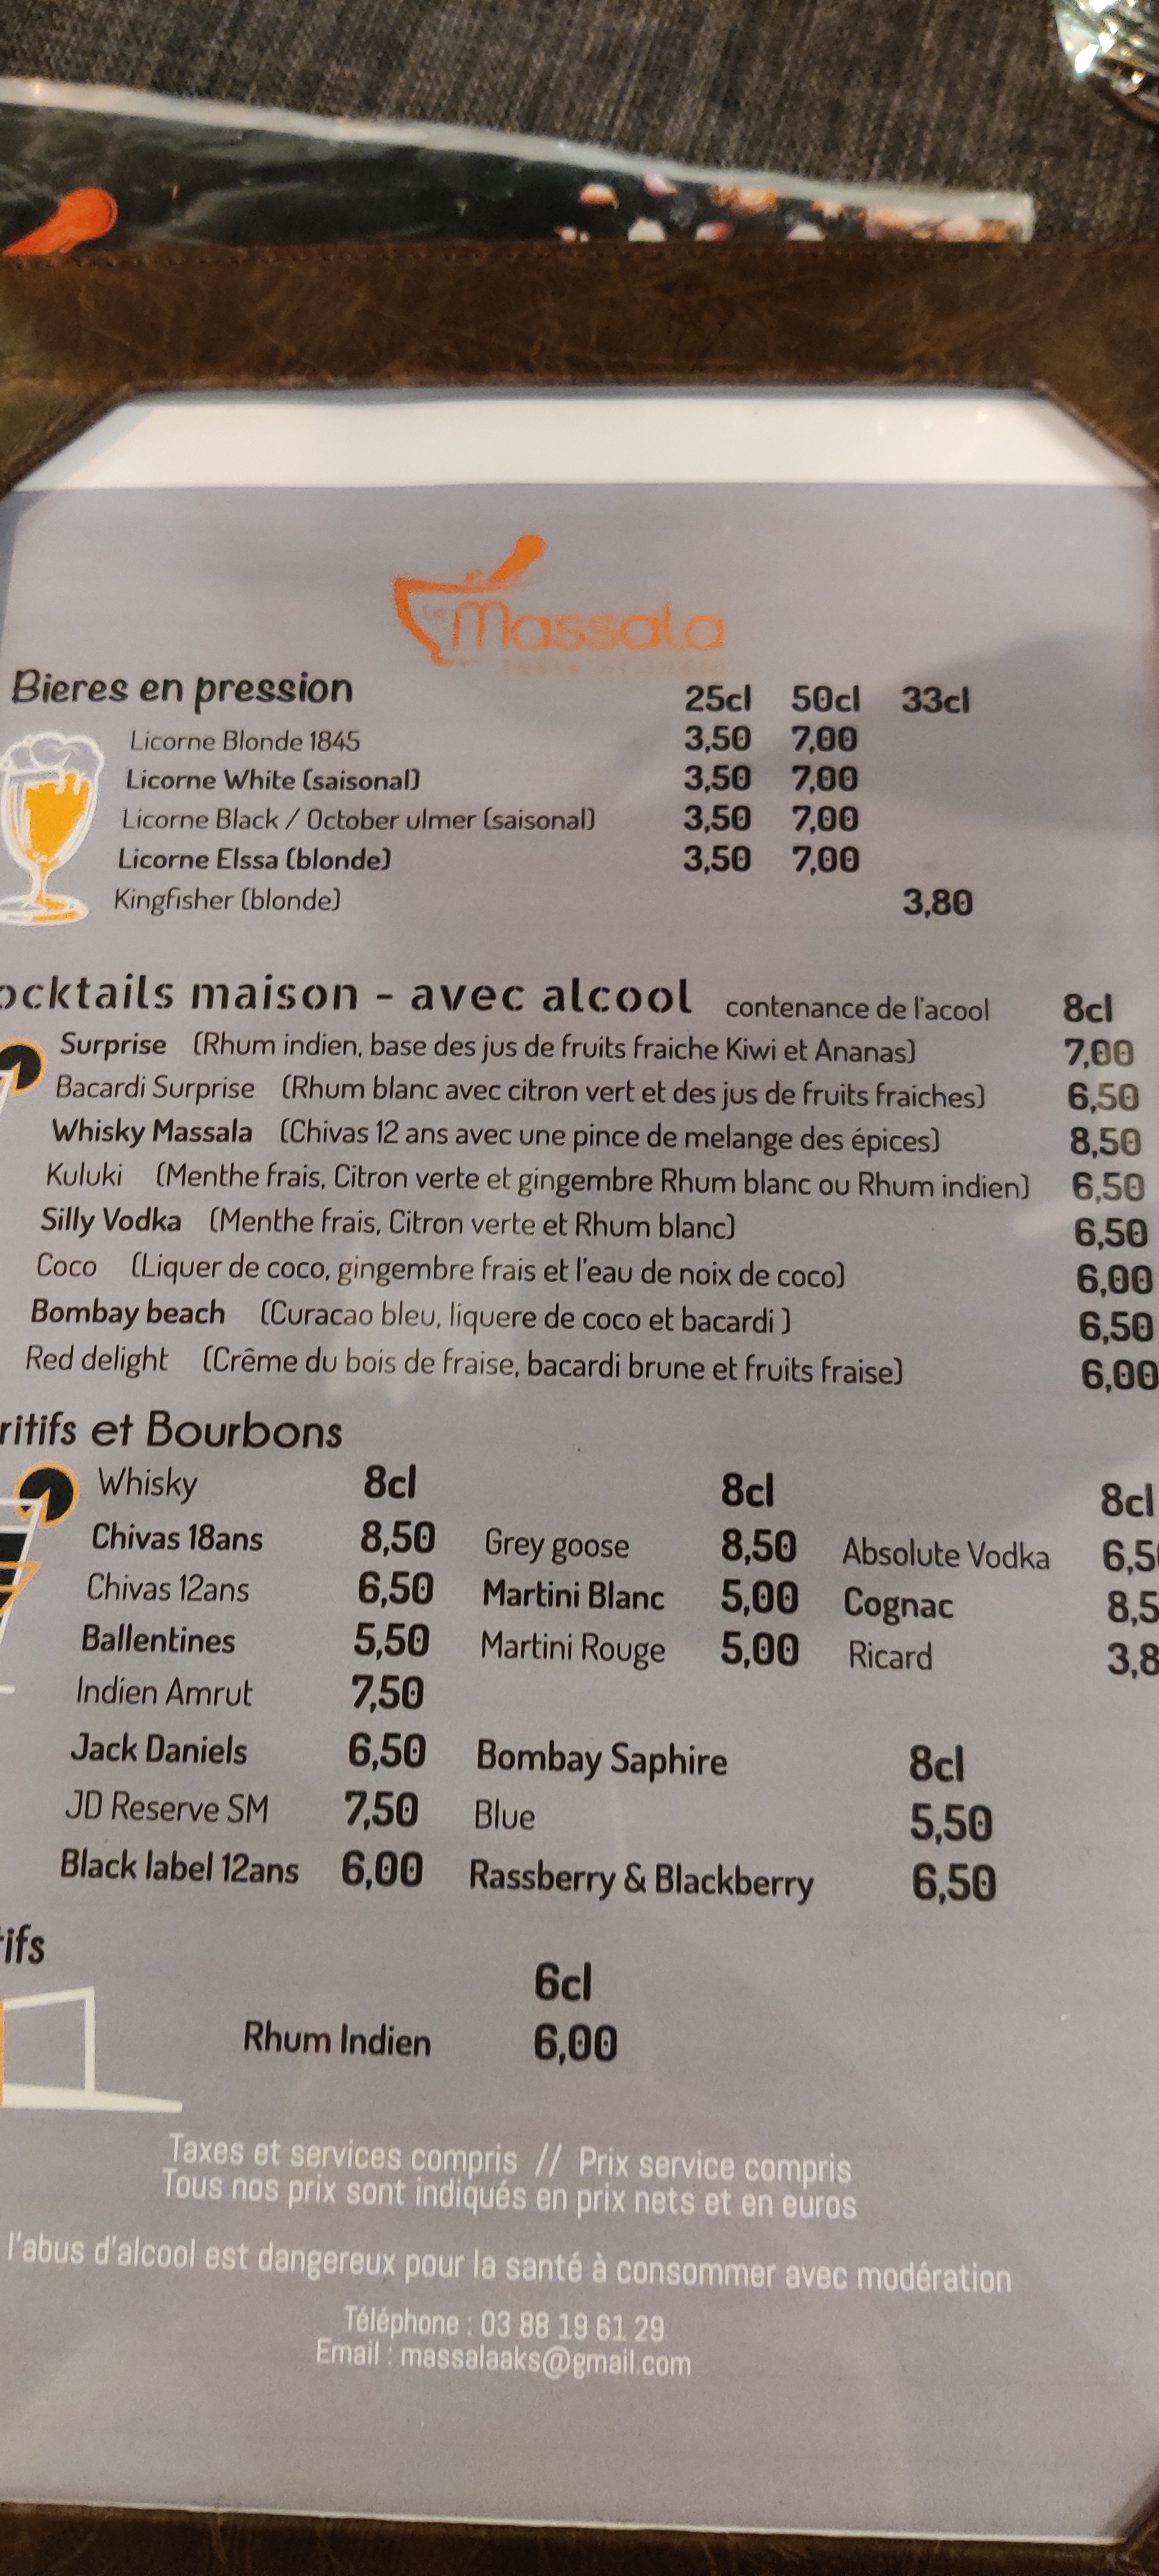 Le Massala
Bieres en pression 25cl 50cl 33cl
Licorne Blonde 1845 3,50 7,00
Licorne White (saisonal) 3,50 7,00
Licorne Black / October ulmer (saisonal) 3,50 7,00
Licorne Elssa (blonde) 3,50 7,00
Kingfisher (blonde) 3,80
ocktails maison - avec alcool contenance de l'acool 8cl
Surprise (Rhum indien, base des jus de fruits fraiche Kiwi et Ananas) 7,00
Bacardi Surprise (Rhum blanc avec citron vert et des jus de fruits fraiches) 6,50
Whisky Massala (Chivas 12 ans avec une pince de melange des épices) 8,50
Kuluki (Menthe frais, Citron verte et gingembre Rhum blanc ou Rhum indien) 6,50
Silly Vodka (Menthe frais, Citron verte et Rhum blanc) 6,50
Coco (Liquer de coco, gingembre frais et l'eau de noix de coco) 6,00
Bombay beach (Curacao bleu, liquere de coco et bacardi ) 6,50
Red delight (Crême du bois de fraise, bacardi brune et fruits fraise) 6,00
ritifs et Bourbons
Whisky 8cl 8cl 8cl
Chivas 18ans 8,50 Grey goose 8,50 Absolute Vodka 6,5
Chivas 12ans 6,50 Martini Blanc 5,00 Cognac 8,5
Ballentines 5,50 Martini Rouge 5,00 Ricard 3,8
Indien Amrut 7,50
Jack Daniels 6,50 Bombay Saphire 8cl
JD Reserve SM 7,50 Blue 5,50
Black label 12ans 6,00 Rassberry & Blackberry 6,50
tifs
6cl
Rhum Indien 6,00
Taxes et services compris // Prix service compris
Tous nos prix sont indiqués en prix nets et en euros
l'abus d'alcool est dangereux pour la santé à consommer avec modération
Téléphone : 03 88 19 61 29
Email : massalaaks@gmail.com